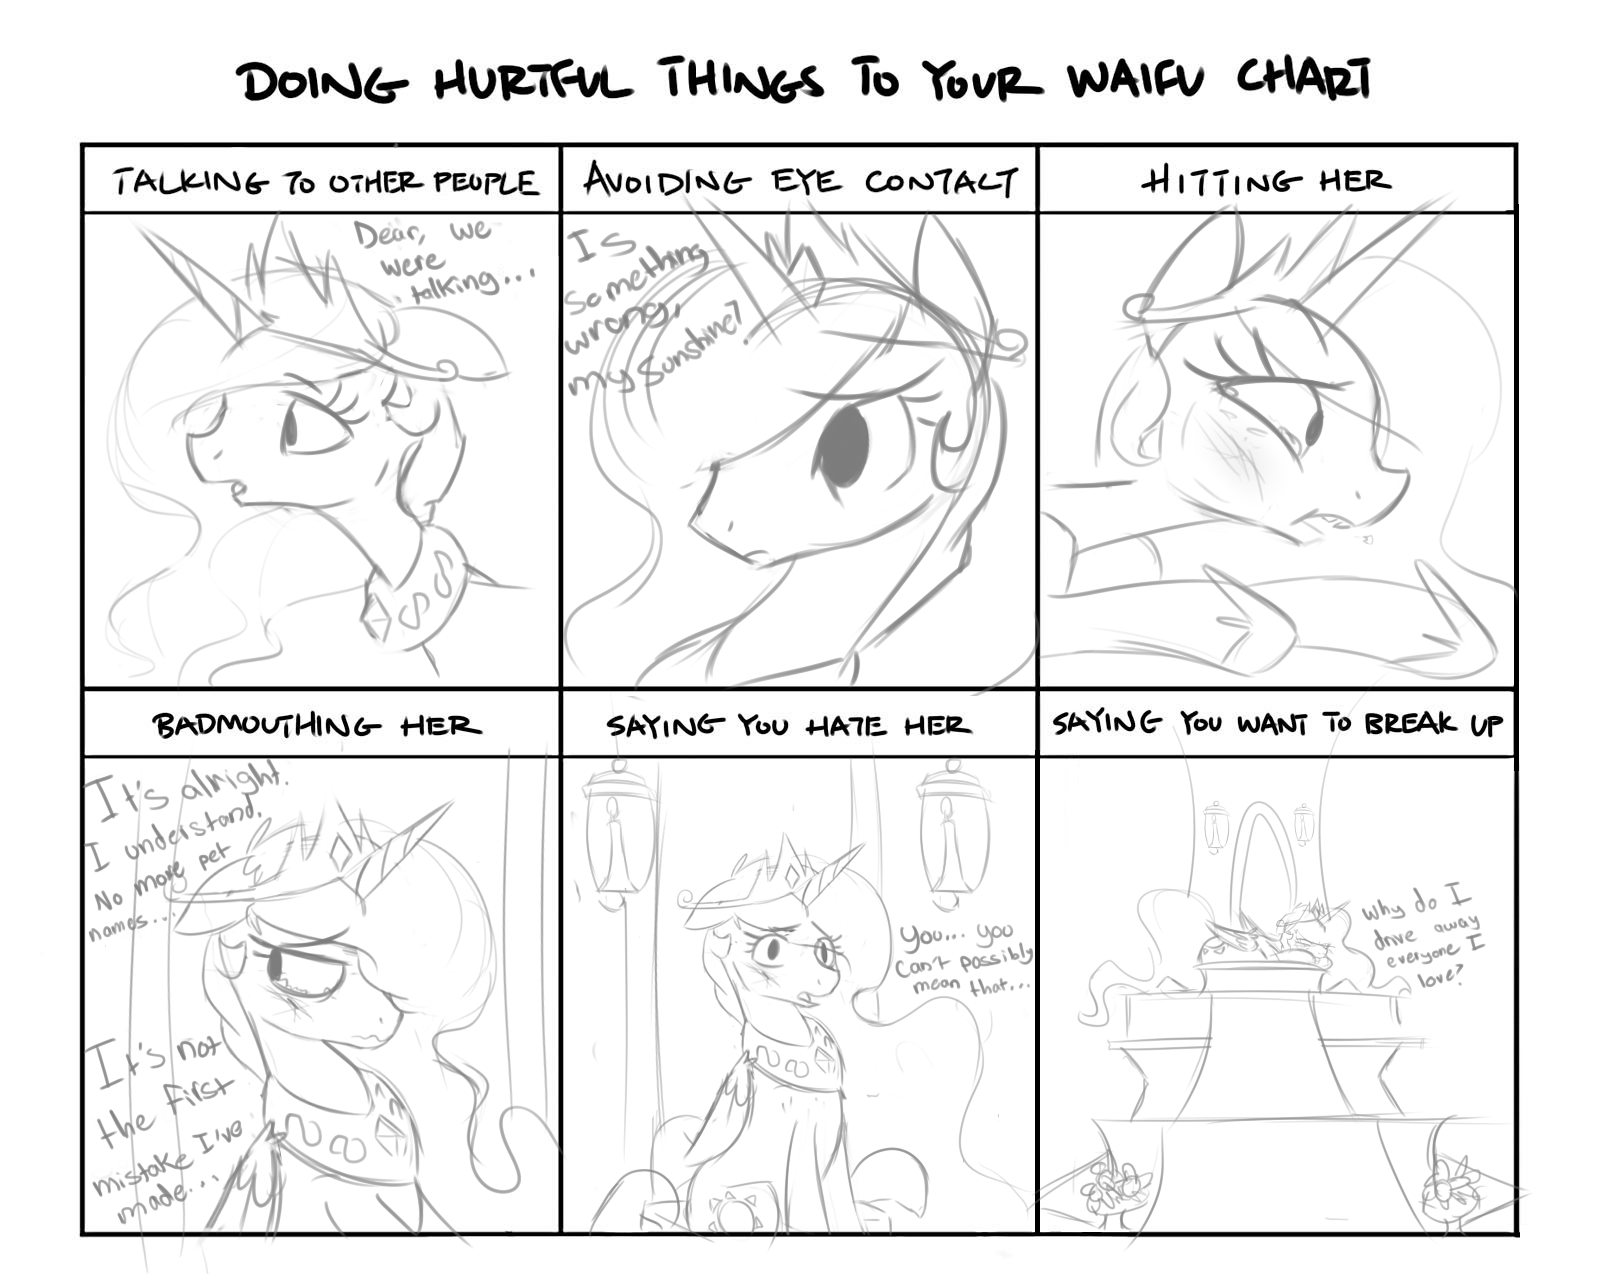 DOING HURTFUL THINGS TO YOUR WAIFU CHART
TALKING TO OTHER PEOPLE
Dear, we
were
talking...
AVOIDING EYE CONTACT
Is
something
wrong,
my sunshine?
HITTING HER
BADMOUTHING HER
It's alright.
I understand.
No more pet
names...
It's not
the first
mistake I've
made...
SAYING YOU HATE HER
You... you
can't possibly
mean that...
SAYING YOU WANT TO BREAK UP
Why do I
drive away
everyone I
love?